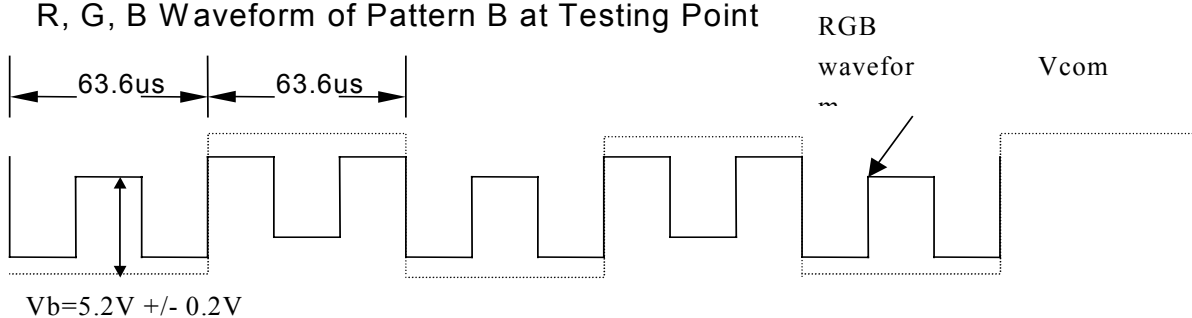 R, G, B Waveform of Pattern B at Testing Point
RGB
wavefor
Vcom
63.6us
63.6us
Vb=5.2V +/- 0.2V